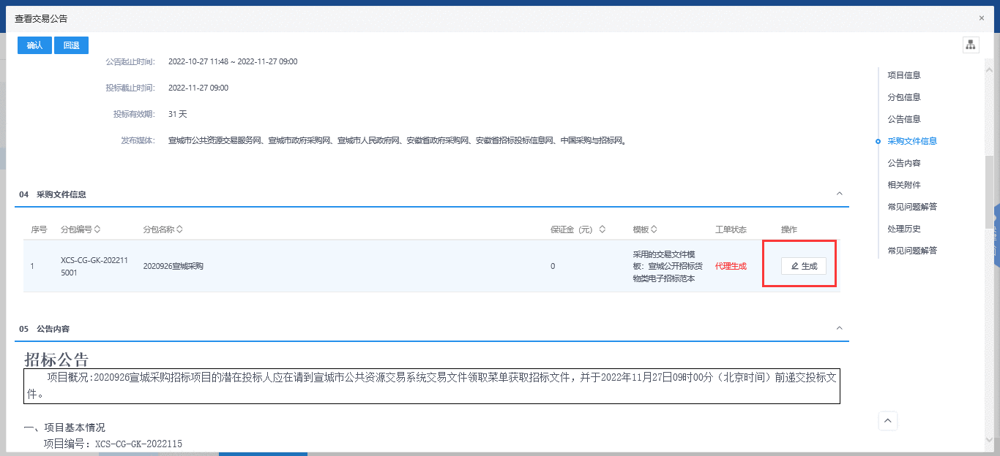 查看交易公告
×
确认
回退
公告起止时间: 2022-10-27 11:48 ~ 2022-11-27 09:00
投标截止时间: 2022-11-27 09:00
投标有效期: 31 天
发布媒体: 宣城市公共资源交易服务网、宣城市政府采购网、宣城市人民政府网、安徽省政府采购网、安徽省招标投标信息网、中国采购与招标网。
项目信息
分包信息
公告信息
采购文件信息
公告内容
相关附件
常见问题解答
处理历史
常见问题解答
04 采购文件信息
序号 分包编号 分包名称 保证金（元） 模板 工单状态 操作
1
XCS-CG-GK-202211
5001
2020926宣城采购
0
采用的交易文件模
板：宣城公开招标货
物类电子招标范本
代理生成
生成
05 公告内容
招标公告
项目概况:2020926宣城采购招标项目的潜在投标人应在请到宣城市公共资源交易系统交易文件领取菜单获取招标文件，并于2022年11月27日09时00分（北京时间）前递交投标文
件。
一、项目基本情况
项目编号：XCS-CG-GK-2022115